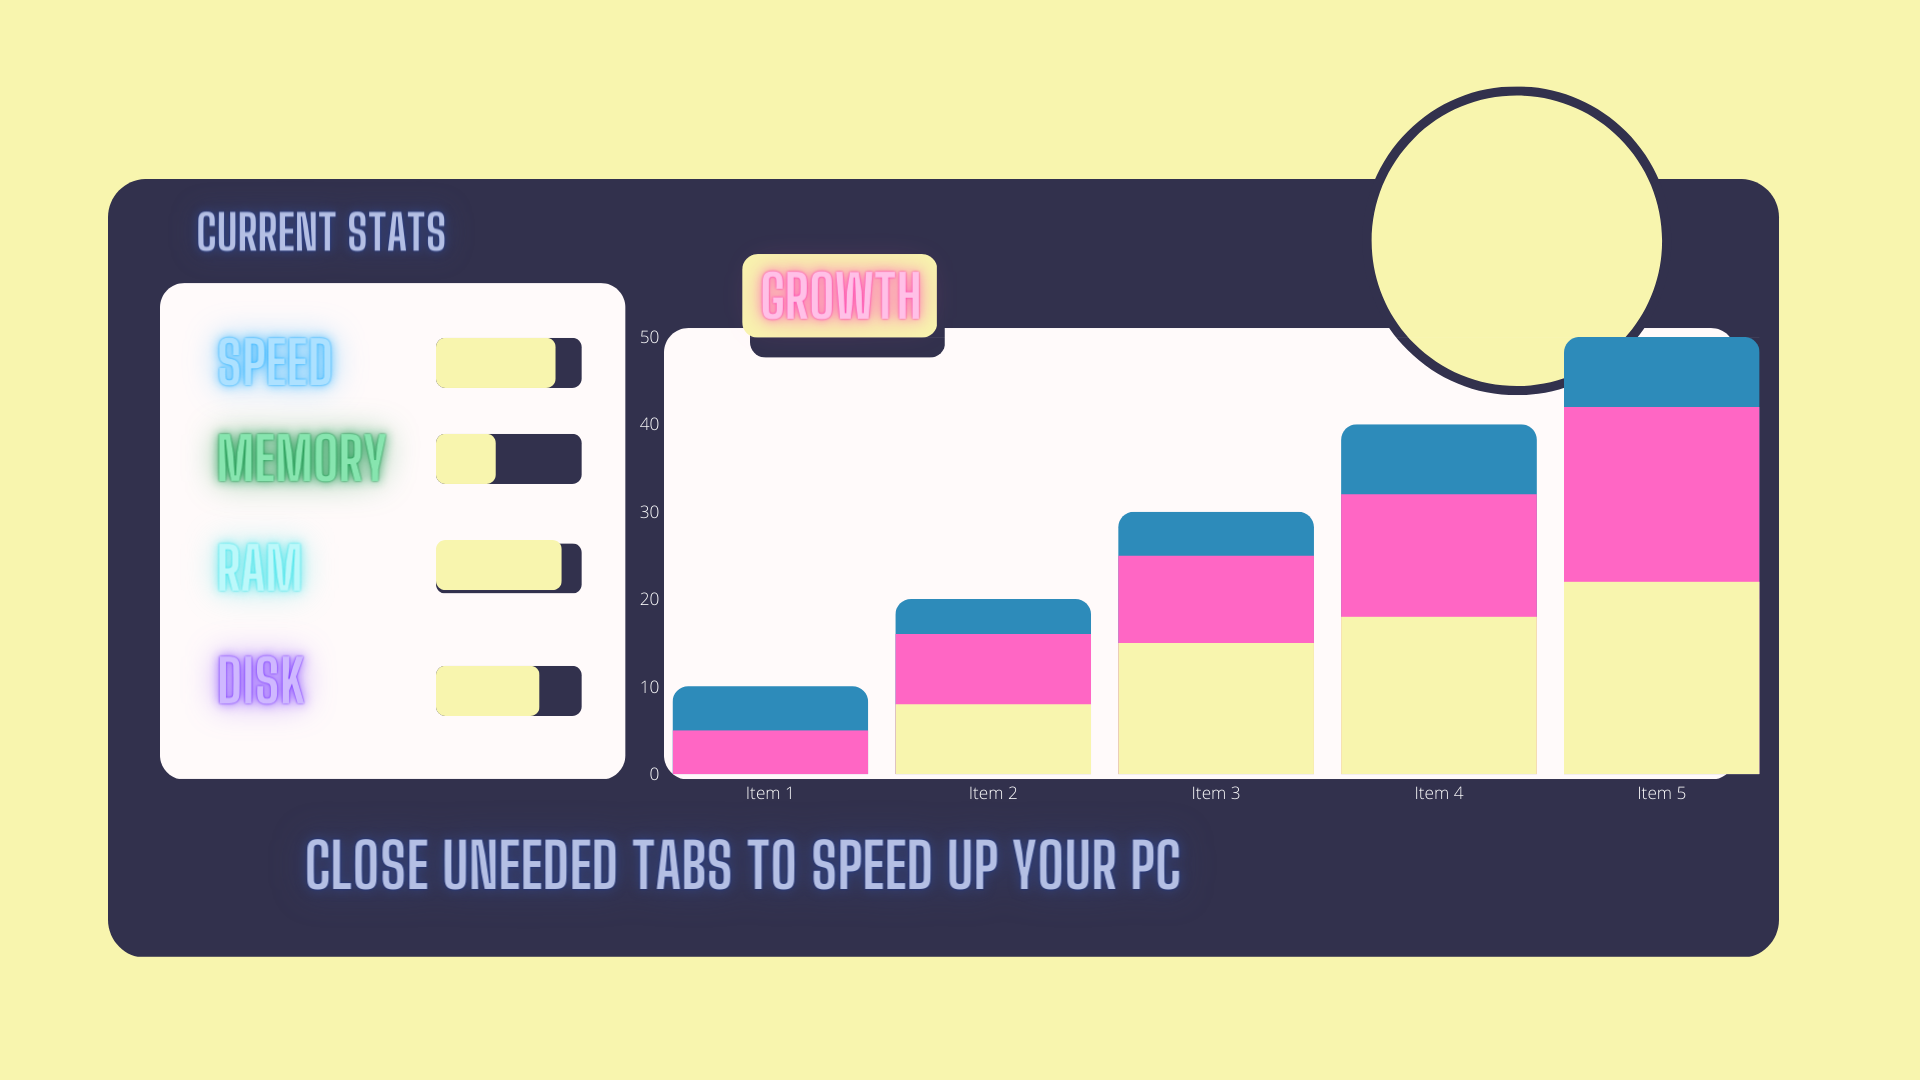 CURRENT STATS
SPEED
MEMORY
RAM
DISK
GROWTH
50
40
30
20
10
0
Item 1
Item 2
Item 3
Item 4
Item 5
CLOSE UNEEDED TABS TO SPEED UP YOUR PC